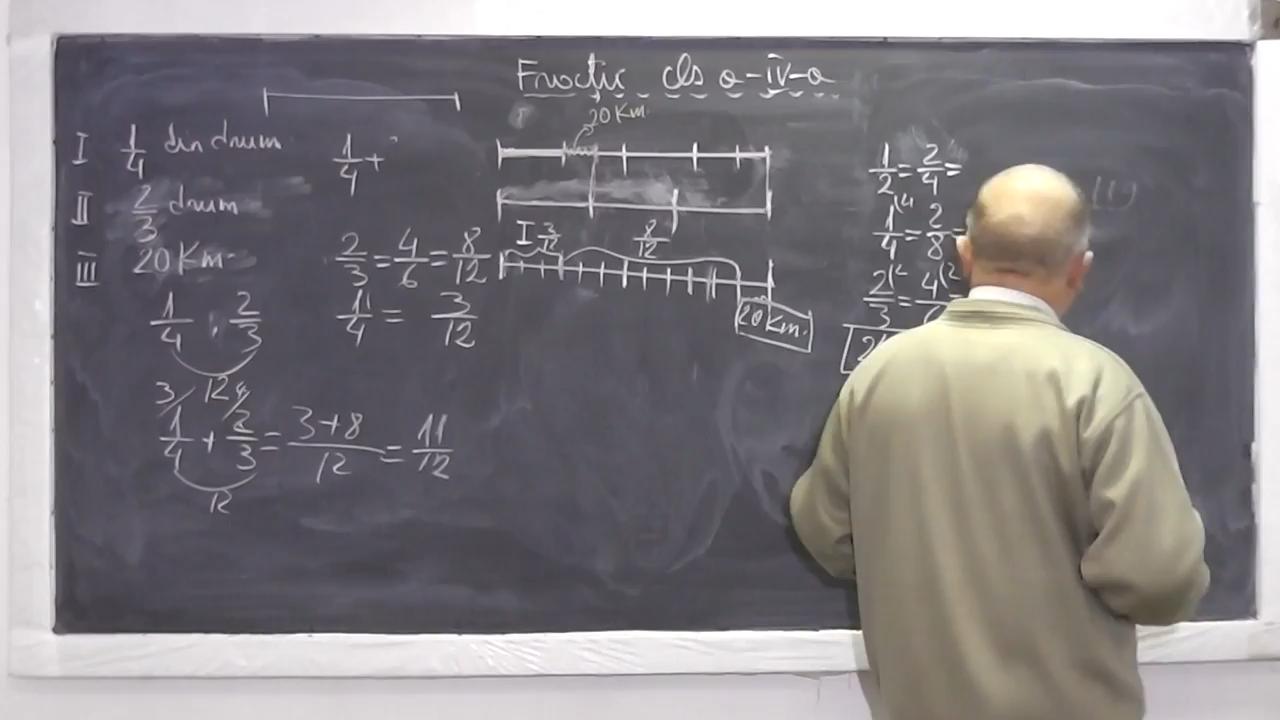 Fracții cls a-IV-a
20 Km.
I 1/4 din drum
1/4 +
II 2/3 drum
III 20 Km
2/3 = 4/6 = 8/12
1/4 = 3/12
1/4 , 2/3
3/ 12 4/
1/4 + 2/3 = 3+8/12 = 11/12
12
I 3/12 8/12
20 Km.
1/2 = 2/4 =
1/4 = 2/8 =
2/3 = 4/